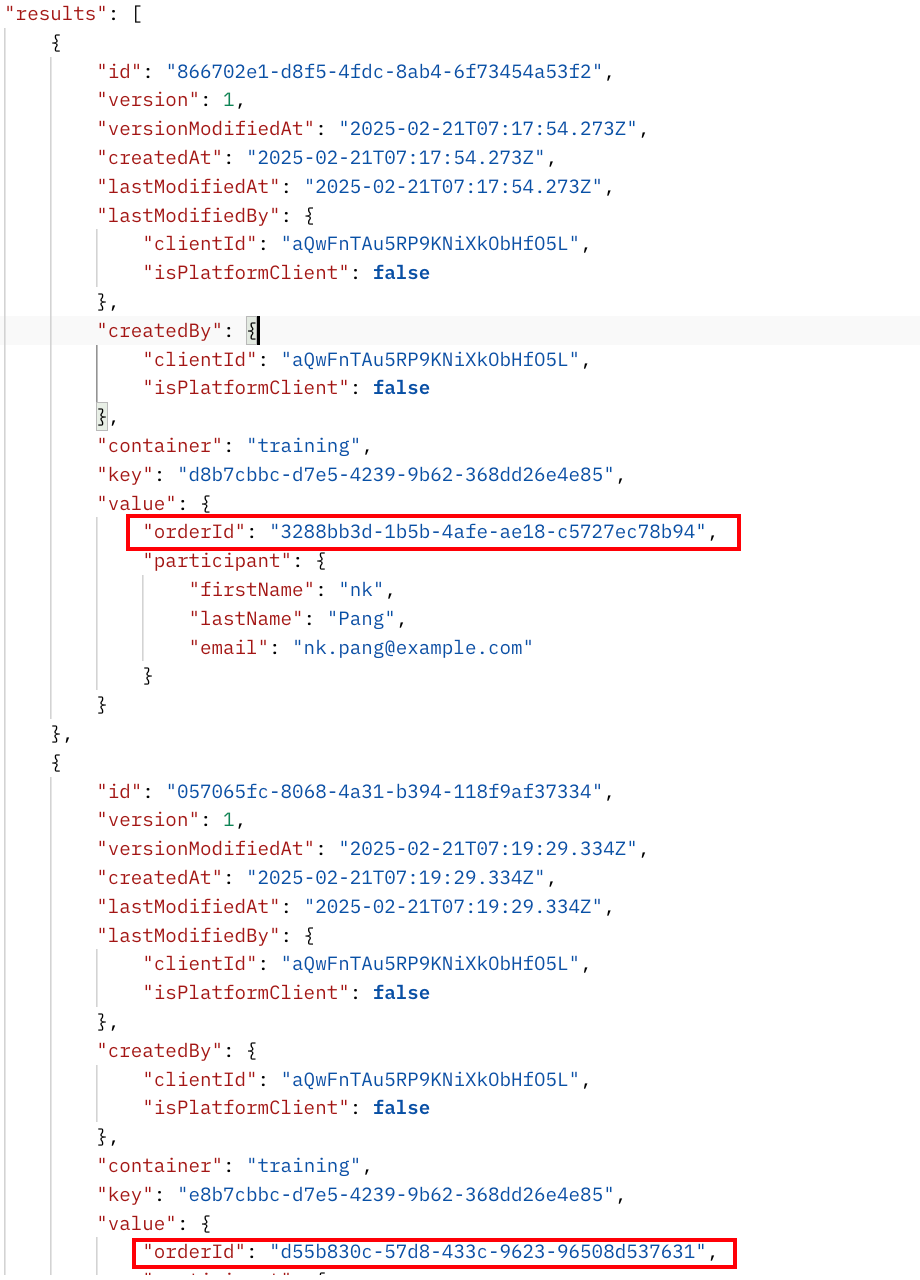 "results": [
{
"id": "866702e1-d8f5-4fdc-8ab4-6f73454a53f2",
"version": 1,
"versionModifiedAt": "2025-02-21T07:17:54.273Z",
"createdAt": "2025-02-21T07:17:54.273Z",
"lastModifiedAt": "2025-02-21T07:17:54.273Z",
"lastModifiedBy": {
"clientId": "aQwFnTAu5RP9KNiXkObHfO5L",
"isPlatformClient": false
},
"createdBy": {
"clientId": "aQwFnTAu5RP9KNiXkObHfO5L",
"isPlatformClient": false
},
"container": "training",
"key": "d8b7cbbc-d7e5-4239-9b62-368dd26e4e85",
"value": {
"orderId": "3288bb3d-1b5b-4afe-ae18-c5727ec78b94",
"participant": {
"firstName": "nk",
"lastName": "Pang",
"email": "nk.pang@example.com"
}
}
},
{
"id": "057065fc-8068-4a31-b394-118f9af37334",
"version": 1,
"versionModifiedAt": "2025-02-21T07:19:29.334Z",
"createdAt": "2025-02-21T07:19:29.334Z",
"lastModifiedAt": "2025-02-21T07:19:29.334Z",
"lastModifiedBy": {
"clientId": "aQwFnTAu5RP9KNiXkObHfO5L",
"isPlatformClient": false
},
"createdBy": {
"clientId": "aQwFnTAu5RP9KNiXkObHfO5L",
"isPlatformClient": false
},
"container": "training",
"key": "e8b7cbbc-d7e5-4239-9b62-368dd26e4e85",
"value": {
"orderId": "d55b830c-57d8-433c-9623-96508d537631",